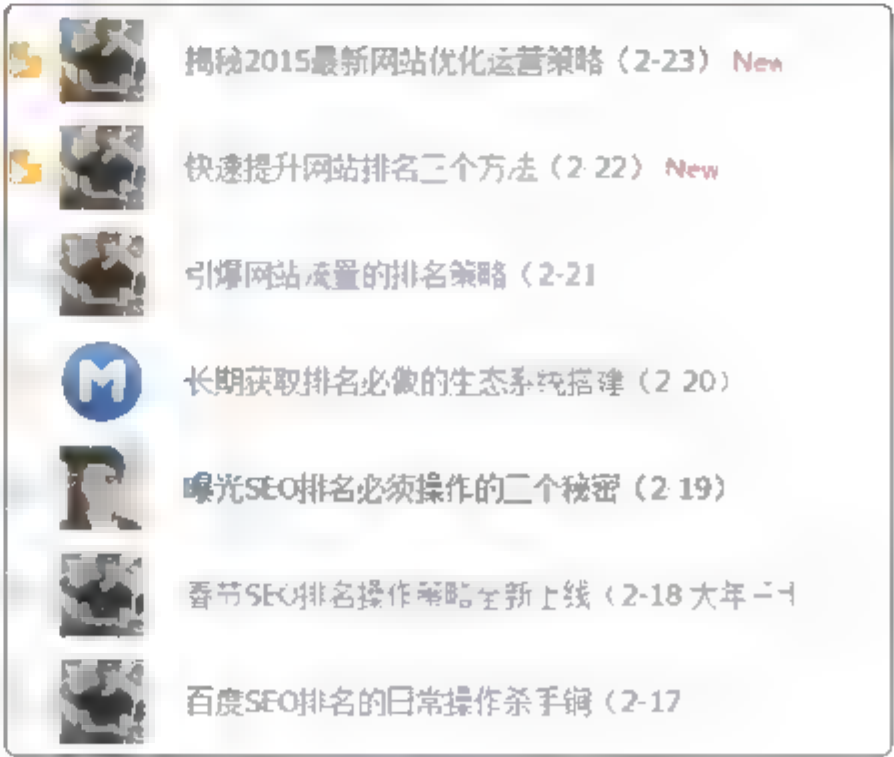 揭秘2015最新网站优化运营策略（2-23） New
快速提升网站排名三个方法（2-22） New
引爆网站流量的排名策略（2-21
长期获取排名必做的生态系统搭建（2-20）
曝光SEO排名必须操作的三个秘密（2-19）
春节SEO排名操作策略全新上线（2-18 大年三十
百度SEO排名的日常操作杀手锏（2-17